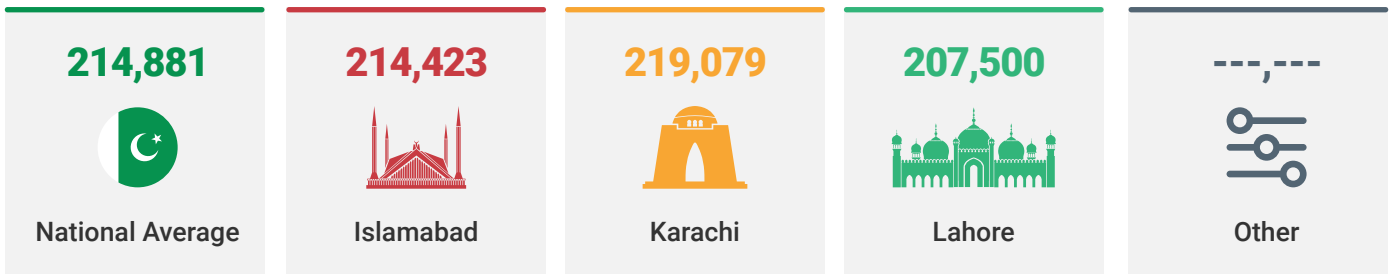 214,881
National Average
214,423
Islamabad
219,079
Karachi
207,500
Lahore
---,---
Other